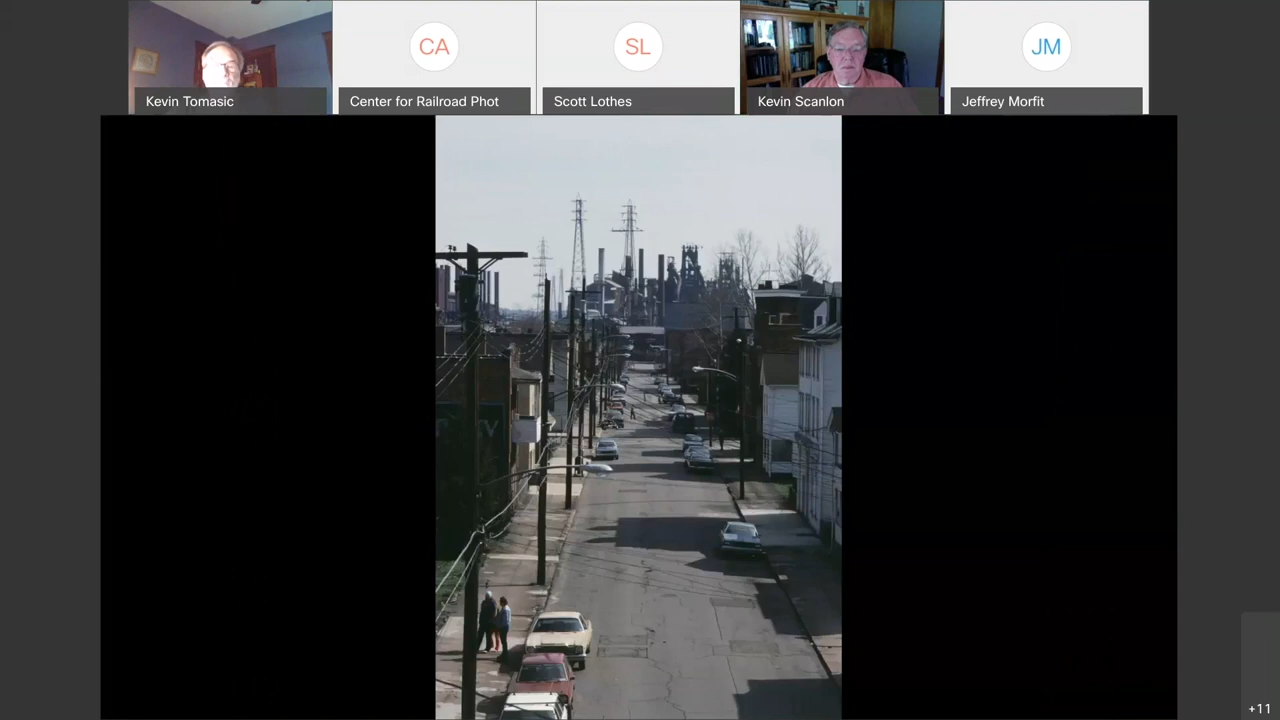 CA
SL
JM
Kevin Tomasic
Center for Railroad Phot
Scott Lothes
Kevin Scanlon
Jeffrey Morfit
+11